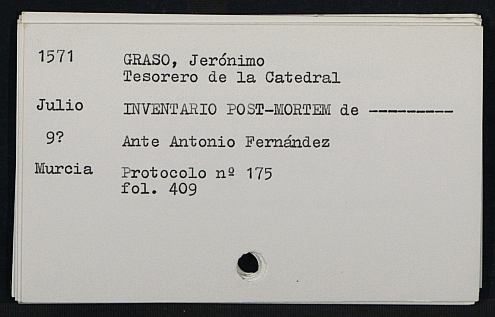 1571 GRASO, Jerónimo
Tesorero de la Catedral
Julio INVENTARIO POST-MORTEM de ---------
9? Ante Antonio Fernández
Murcia Protocolo nº 175
fol. 409